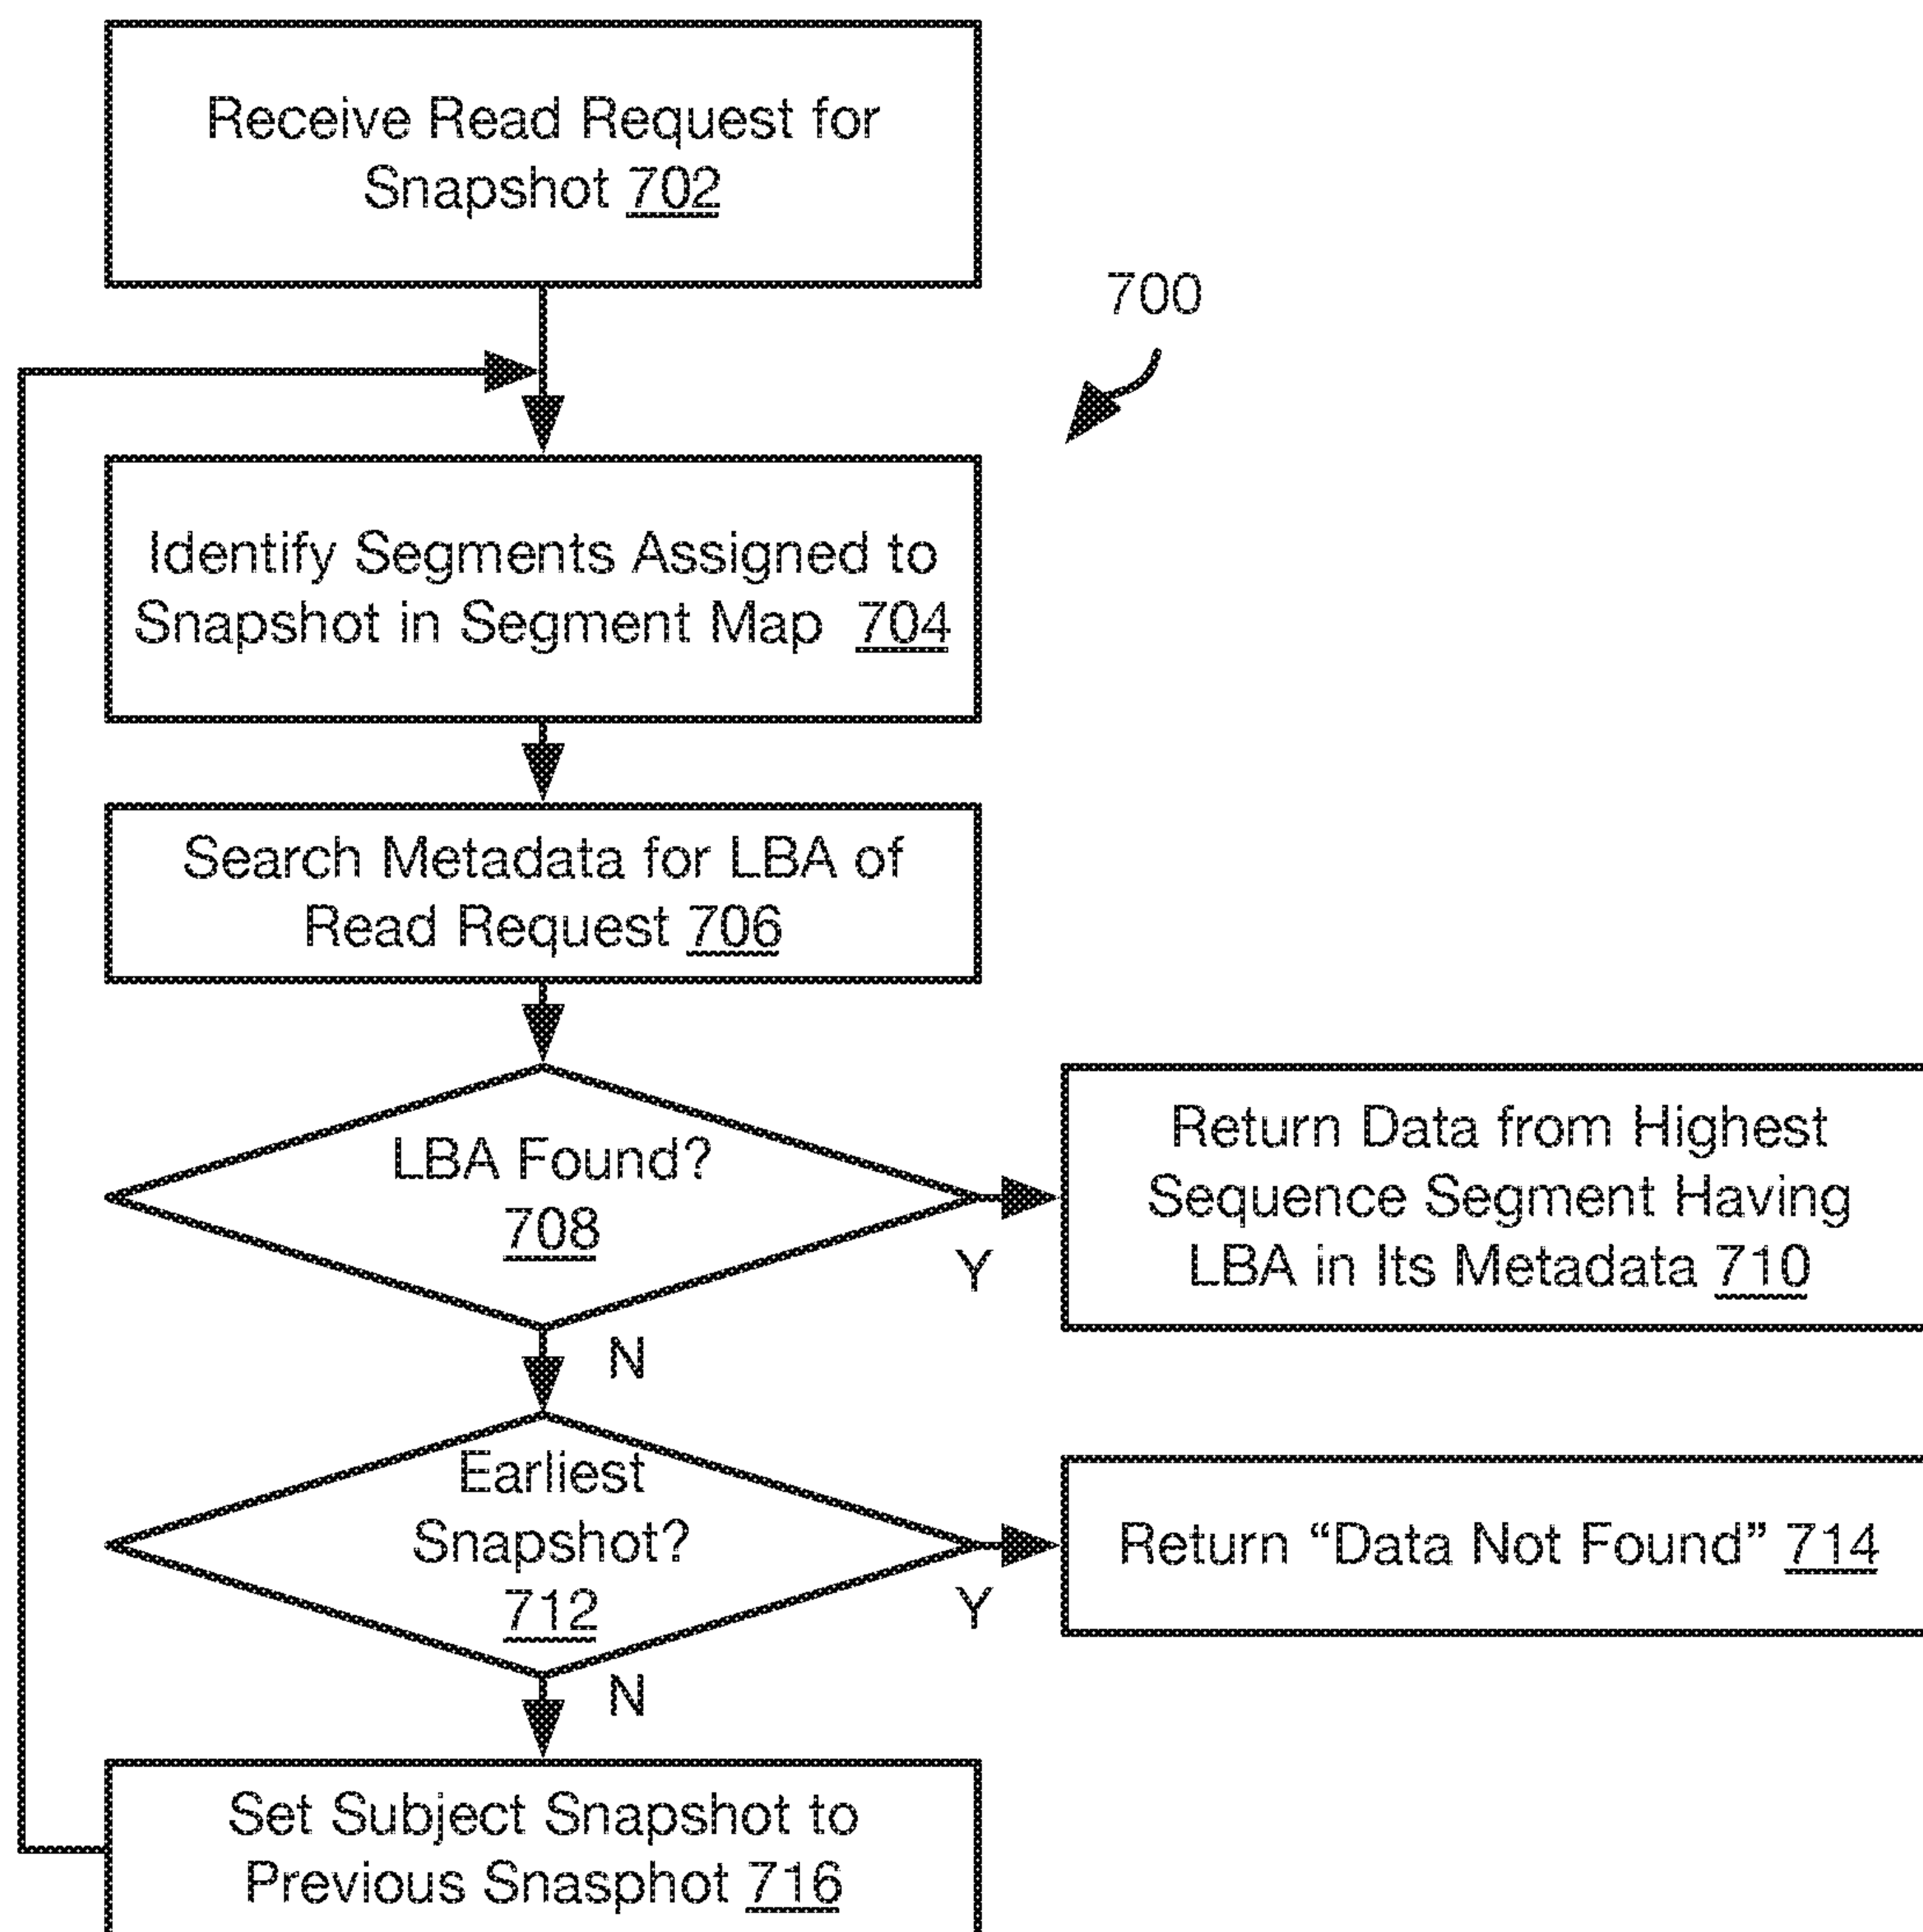 Receive Read Request for
Snapshot 702
700
Identify Segments Assigned to
Snapshot in Segment Map 704
Search Metadata for LBA of
Read Request 706
LBA Found?
708
Y
N
Return Data from Highest
Sequence Segment Having
LBA in Its Metadata 710
Earliest
Snapshot?
712
Y
N
Return “Data Not Found” 714
Set Subject Snapshot to
Previous Snasphot 716